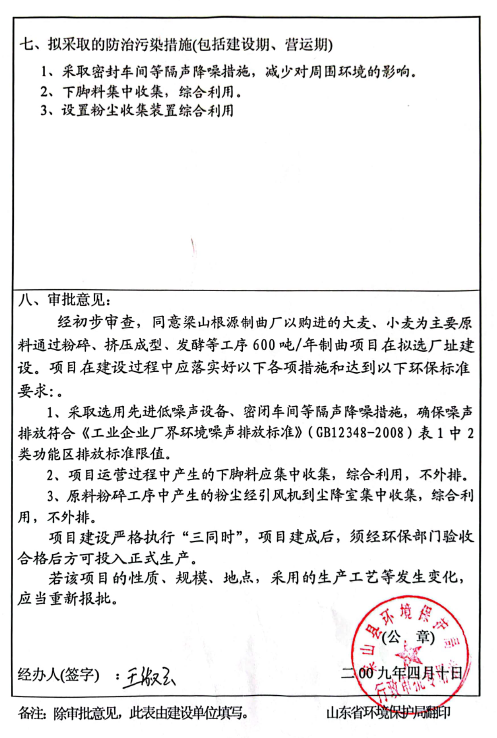 七、拟采取的防治污染措施(包括建设期、营运期)
1、采取密封车间等隔声降噪措施，减少对周围环境的影响。
2、下脚料集中收集，综合利用。
3、设置粉尘收集装置综合利用
八、审批意见：
经初步审查，同意梁山根源制曲厂以购进的大麦、小麦为主要原
料通过粉碎、挤压成型、发酵等工序600吨/年制曲项目在拟选厂址建
设。项目在建设过程中应落实好以下各项措施和达到以下环保标准
要求：。
1、采取选用先进低噪声设备、密闭车间等隔声降噪措施，确保噪声
排放符合《工业企业厂界环境噪声排放标准》（GB12348-2008）表1中2
类功能区排放标准限值。
2、项目运营过程中产生的下脚料应集中收集，综合利用，不外排。
3、原料粉碎工序中产生的粉尘经引风机到尘降室集中收集，综合利
用，不外排。
项目建设严格执行“三同时”，项目建成后，须经环保部门验收
合格后方可投入正式生产。
若该项目的性质、规模、地点，采用的生产工艺等发生变化，
应当重新报批。
梁山县环境保护局
(公 章)
经办人(签字)：王
二00九年四月十日
备注：除审批意见，此表由建设单位填写。 山东省环境保护局翻印